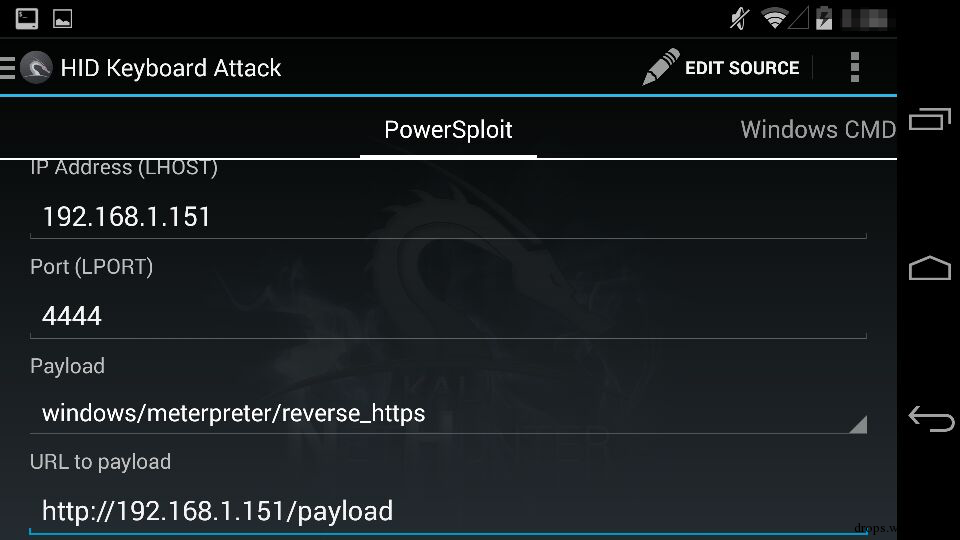 HID Keyboard Attack
EDIT SOURCE
PowerSploit
Windows CMD
IP Address (LHOST)
192.168.1.151
Port (LPORT)
4444
Payload
windows/meterpreter/reverse_https
URL to payload
http://192.168.1.151/payload
KALI
NETHUNTER
drops.w